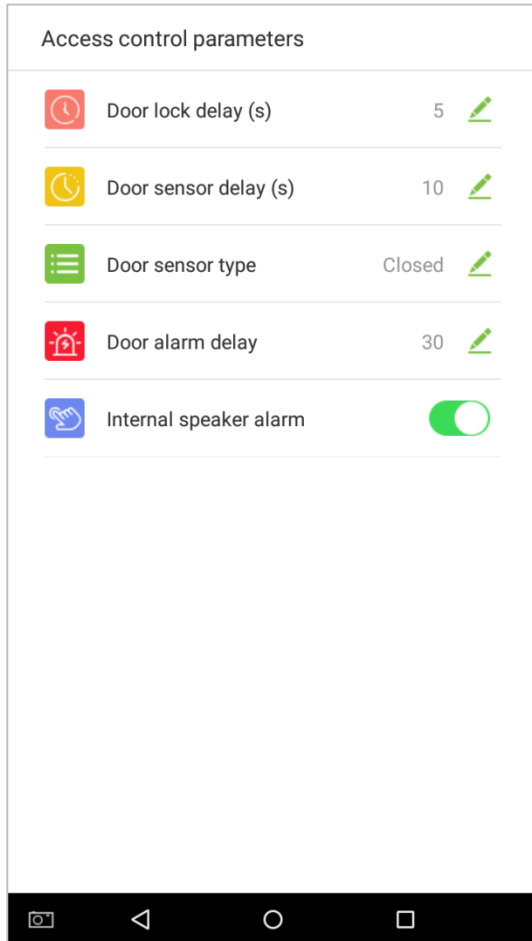 Access control parameters
Door lock delay (s) 5
Door sensor delay (s) 10
Door sensor type Closed
Door alarm delay 30
Internal speaker alarm